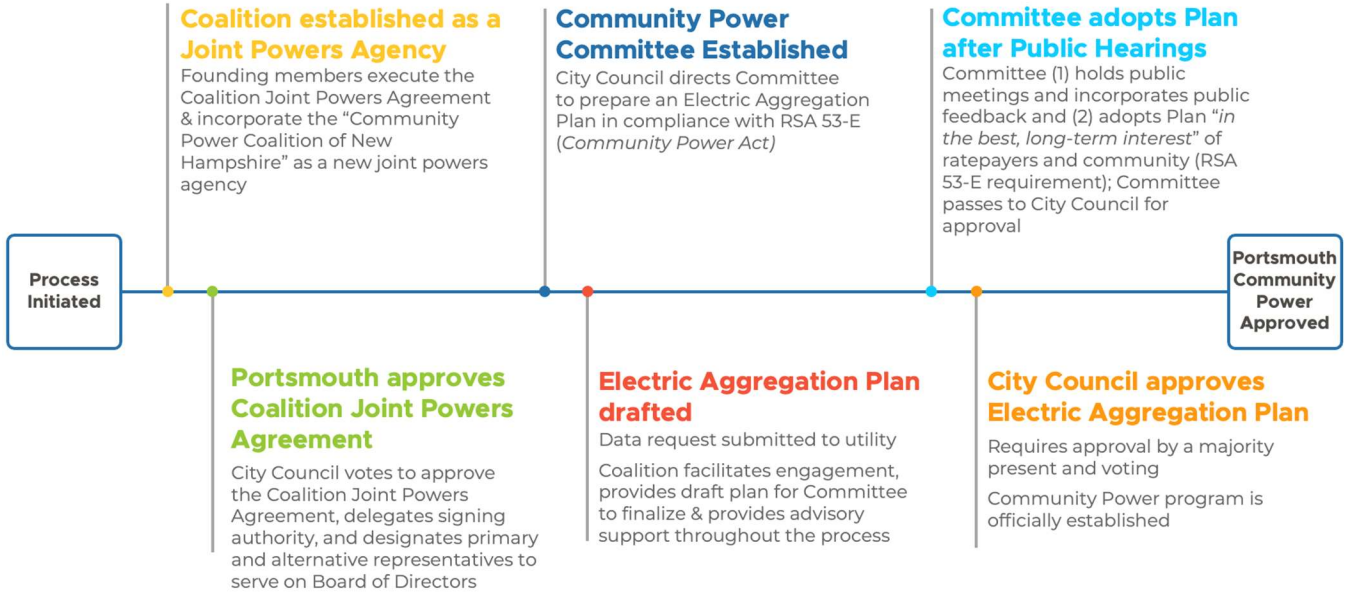 Process
Initiated
Coalition established as a
Joint Powers Agency
Founding members execute the
Coalition Joint Powers Agreement
& incorporate the “Community
Power Coalition of New
Hampshire” as a new joint powers
agency
Portsmouth approves
Coalition Joint Powers
Agreement
City Council votes to approve
the Coalition Joint Powers
Agreement, delegates signing
authority, and designates primary
and alternative representatives to
serve on Board of Directors
Community Power
Committee Established
City Council directs Committee
to prepare an Electric Aggregation
Plan in compliance with RSA 53-E
(Community Power Act)
Electric Aggregation Plan
drafted
Data request submitted to utility
Coalition facilitates engagement,
provides draft plan for Committee
to finalize & provides advisory
support throughout the process
Committee adopts Plan
after Public Hearings
Committee (1) holds public
meetings and incorporates public
feedback and (2) adopts Plan “in
the best, long-term interest” of
ratepayers and community (RSA
53-E requirement); Committee
passes to City Council for
approval
City Council approves
Electric Aggregation Plan
Requires approval by a majority
present and voting
Community Power program is
officially established
Portsmouth
Community
Power
Approved